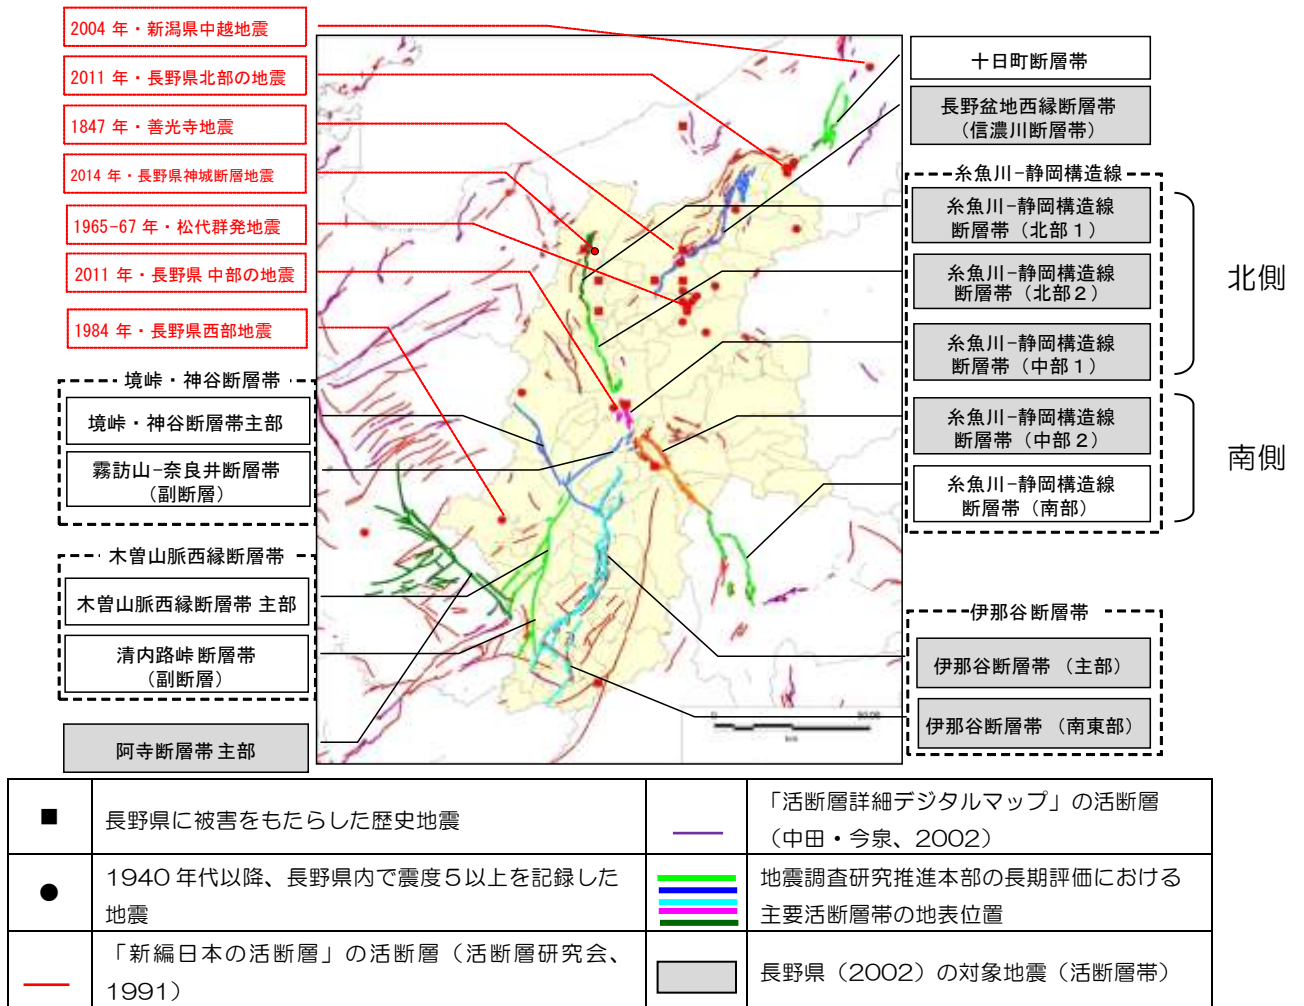 2004 年・新潟県中越地震
2011 年・長野県北部の地震
1847 年・善光寺地震
2014 年・長野県神城断層地震
1965-67 年・松代群発地震
2011 年・長野県 中部の地震
1984 年・長野県西部地震
境峠・神谷断層帯
境峠・神谷断層帯主部
霧訪山-奈良井断層帯
(副断層)
木曽山脈西縁断層帯
木曽山脈西縁断層帯 主部
清内路峠 断層帯
(副断層)
阿寺断層帯 主部
十日町断層帯
長野盆地西縁断層帯
(信濃川断層帯)
糸魚川-静岡構造線
糸魚川-静岡構造線
断層帯(北部1)
糸魚川-静岡構造線
断層帯(北部2)
糸魚川-静岡構造線
断層帯(中部1)
北側
糸魚川-静岡構造線
断層帯(中部2)
糸魚川-静岡構造線
断層帯(南部)
南側
伊那谷断層帯
伊那谷断層帯 (主部)
伊那谷断層帯 (南東部)
0
km
長野県に被害をもたらした歴史地震
「活断層詳細デジタルマップ」の活断層
(中田・今泉、2002)
1940 年代以降、長野県内で震度5以上を記録した
地震
地震調査研究推進本部の長期評価における
主要活断層帯の地表位置
「新編日本の活断層」の活断層(活断層研究会、
1991)
長野県(2002)の対象地震(活断層帯)